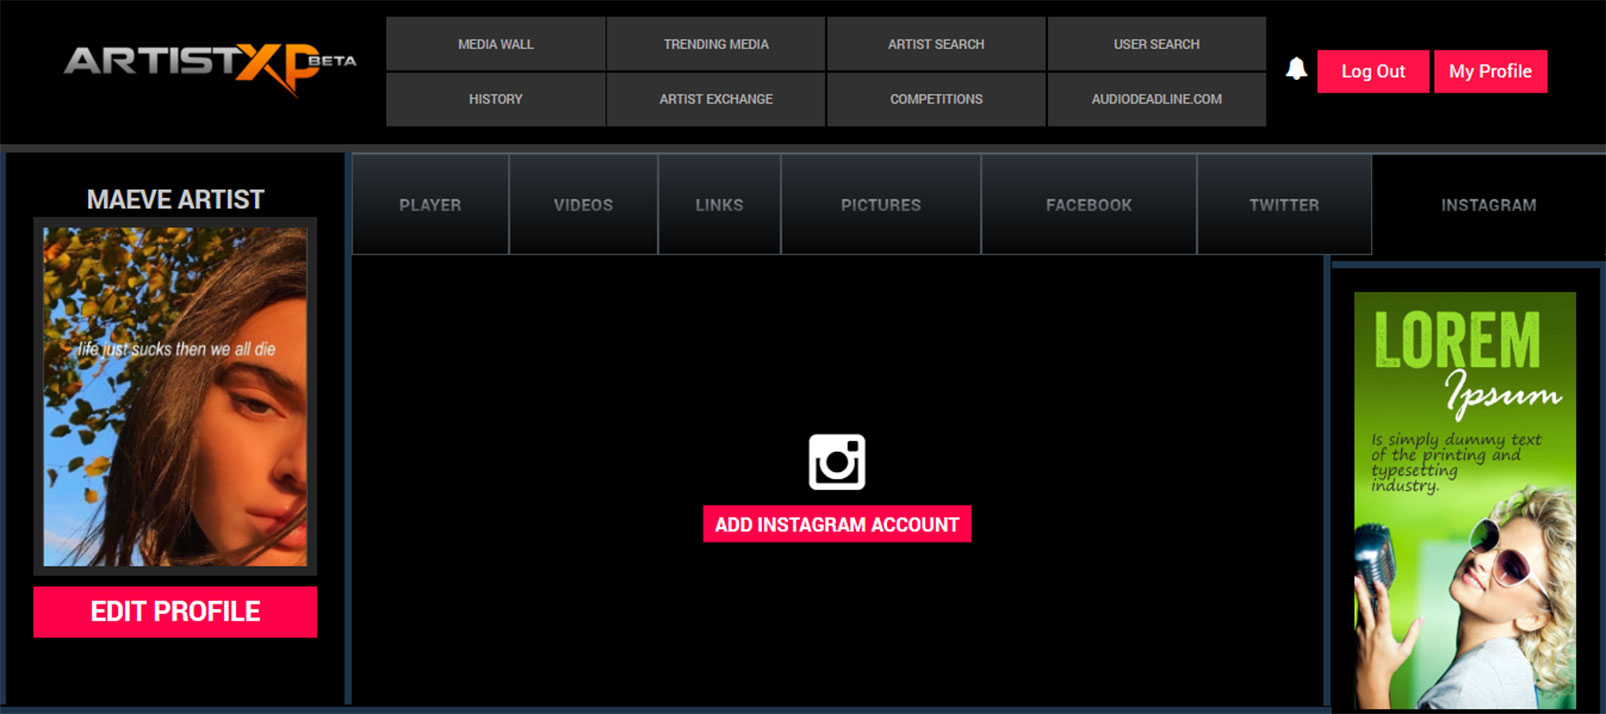 ARTISTXP BETA
MEDIA WALL
TRENDING MEDIA
ARTIST SEARCH
USER SEARCH
HISTORY
ARTIST EXCHANGE
COMPETITIONS
AUDIODEADLINE.COM
Log Out
My Profile
MAEVE ARTIST
life just sucks then we all die
EDIT PROFILE
PLAYER
VIDEOS
LINKS
PICTURES
FACEBOOK
TWITTER
INSTAGRAM
ADD INSTAGRAM ACCOUNT
LOREM
Ipsum
Is simply dummy text
of the printing and
typesetting
industry.